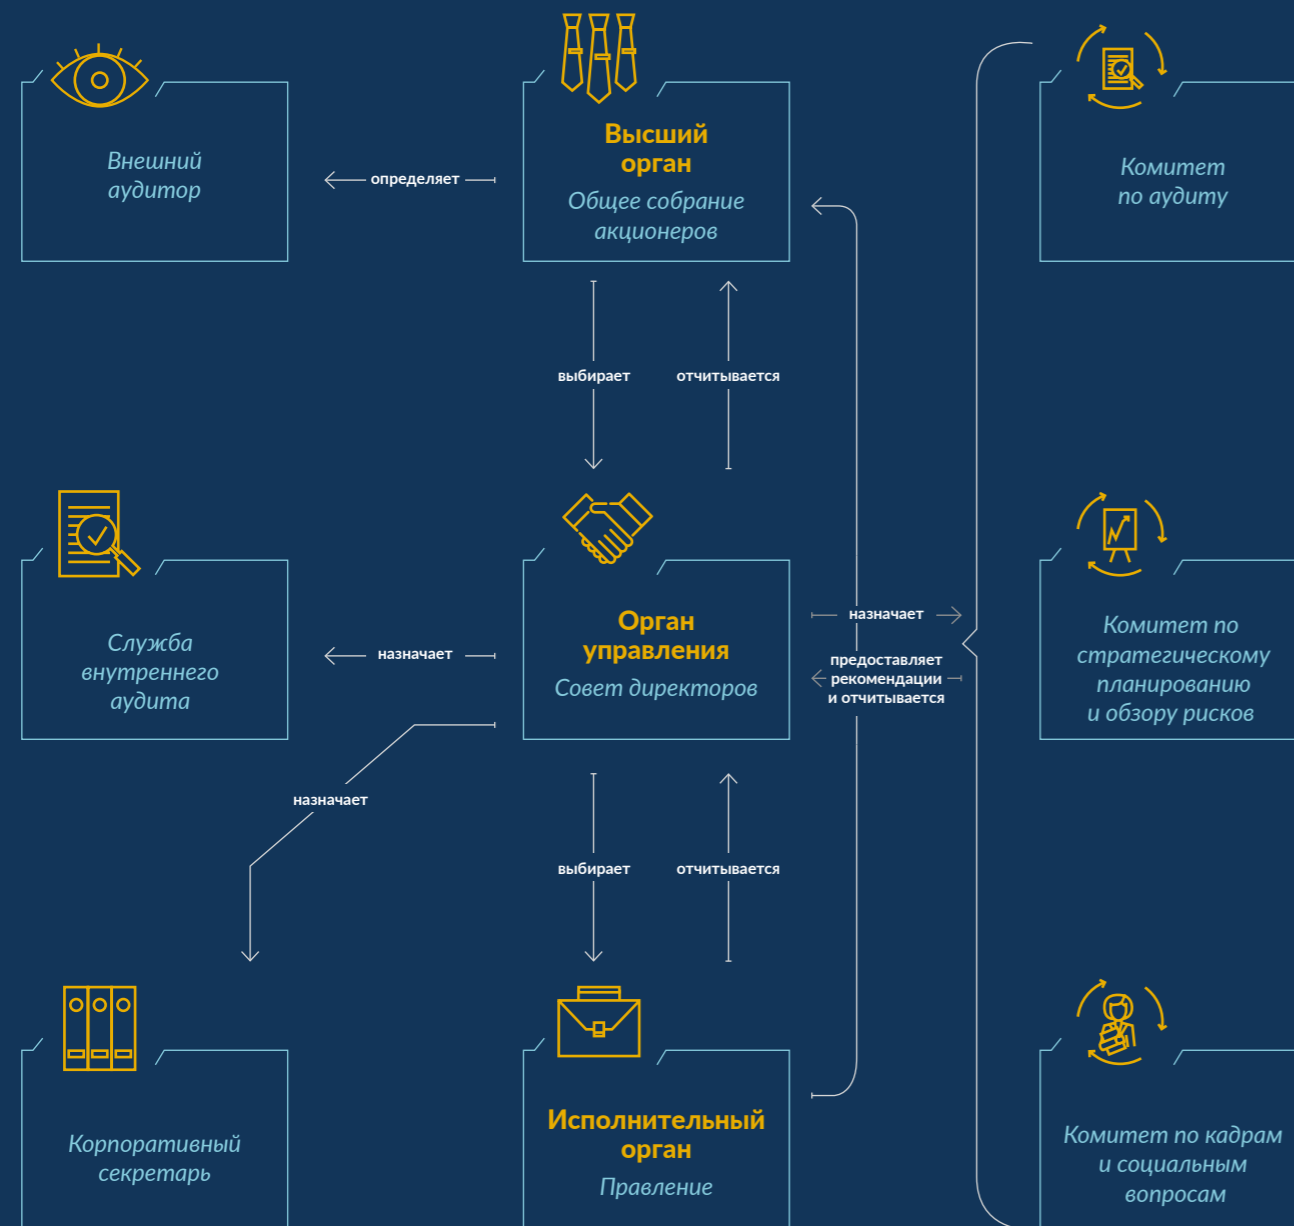 Внешний
аудитор
определяет
Высший
орган
Общее собрание
акционеров
Комитет
по аудиту
выбирает
отчитывается
Служба
внутреннего
аудита
назначает
Орган
управления
Совет директоров
назначает
предоставляет
рекомендации
и отчитывается
Комитет по
стратегическому
планированию
и обзору рисков
назначает
выбирает
отчитывается
Корпоративный
секретарь
Исполнительный
орган
Правление
Комитет по кадрам
и социальным
вопросам